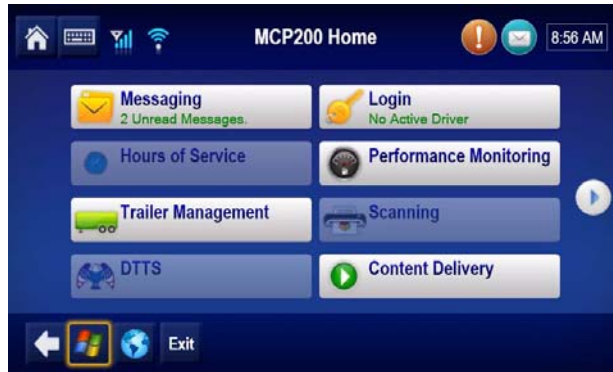 MCP200 Home
8:56 AM
Messaging
2 Unread Messages.
Login
No Active Driver
Hours of Service
Performance Monitoring
Trailer Management
Scanning
DTTS
Content Delivery
Exit